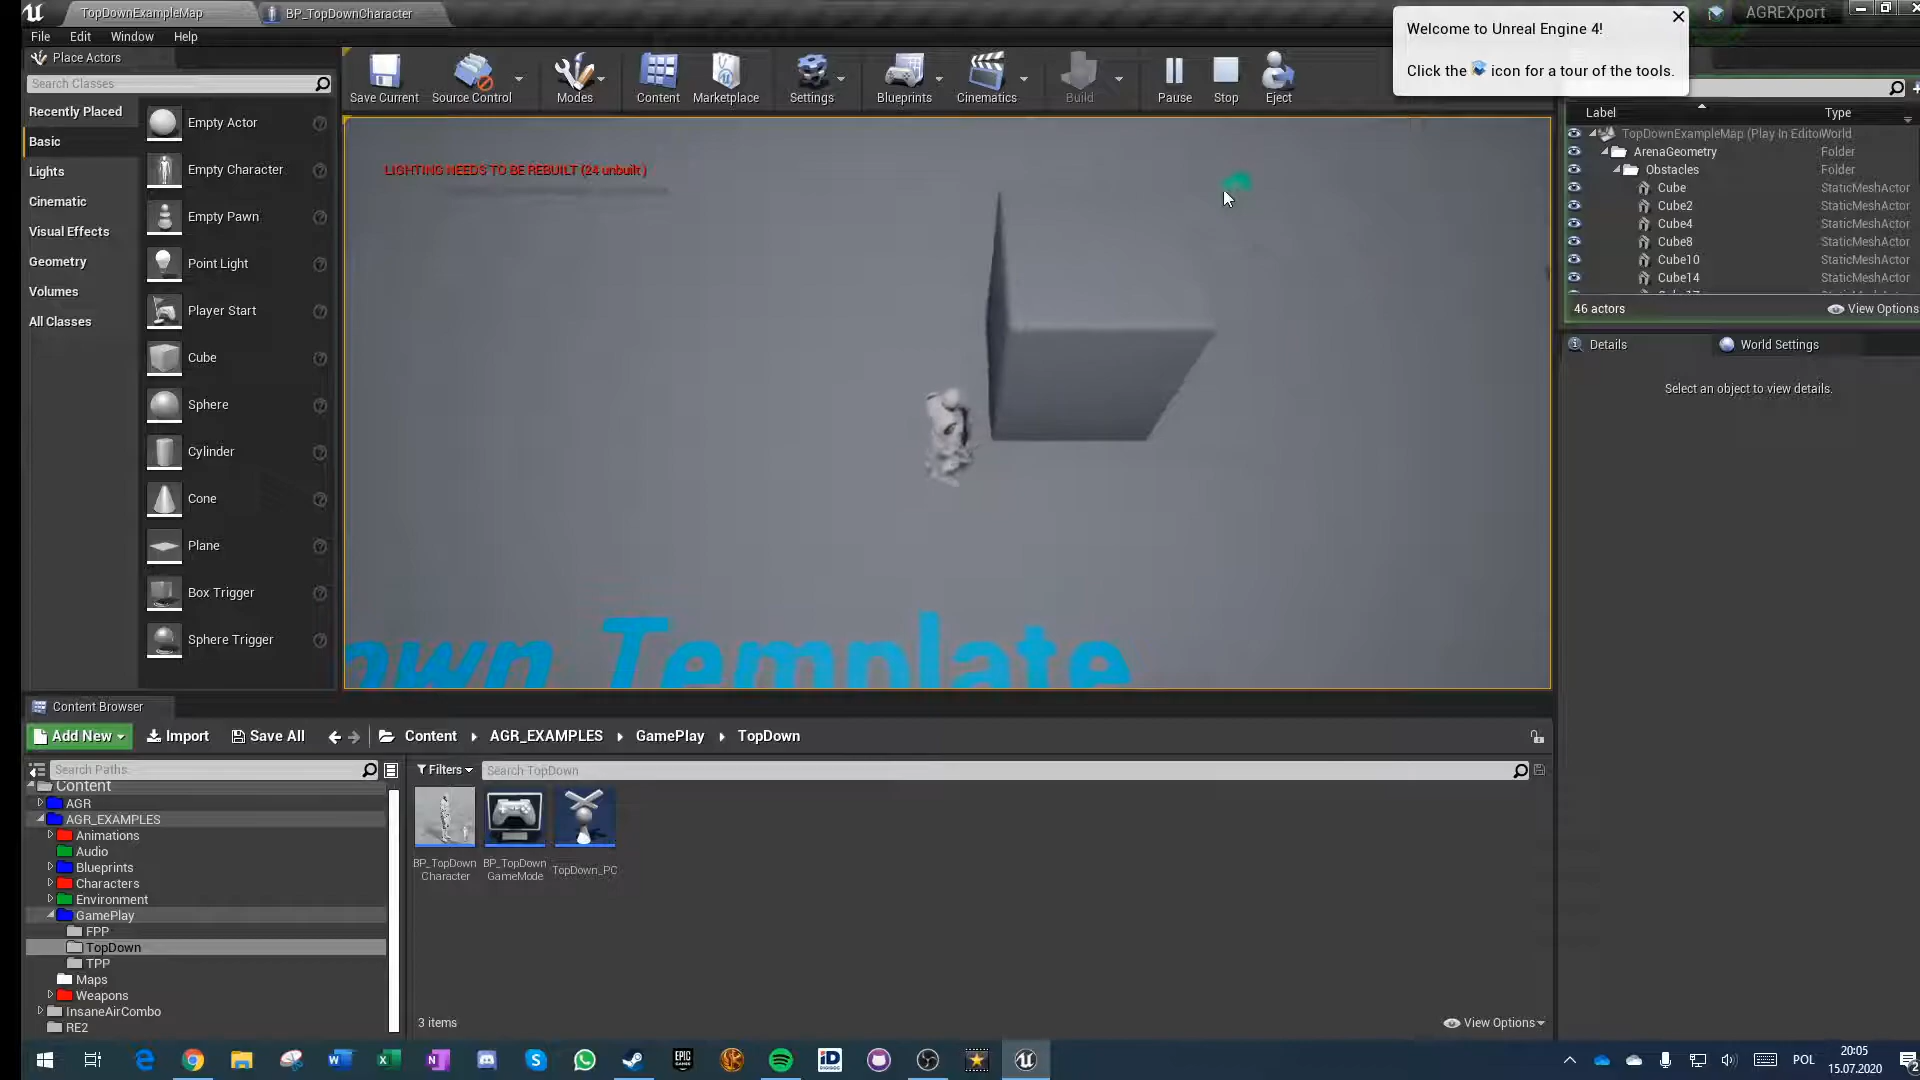 TopDownExampleMap
BP_TopDownCharacter
AGREXport
File Edit Window Help
Welcome to Unreal Engine 4!
Click the icon for a tour of the tools.
Place Actors
Search Classes
Recently Placed
Basic
Lights
Cinematic
Visual Effects
Geometry
Volumes
All Classes
Empty Actor
Empty Character
Empty Pawn
Point Light
Player Start
Cube
Sphere
Cylinder
Cone
Plane
Box Trigger
Sphere Trigger
Save Current
Source Control
Modes
Content
Marketplace
Settings
Blueprints
Cinematics
Build
Pause
Stop
Eject
LIGHTING NEEDS TO BE REBUILT (24 unbuilt)
own Template
Label Type
TopDownExampleMap (Play In Editor World
ArenaGeometry Folder
Obstacles Folder
Cube StaticMeshActor
Cube2 StaticMeshActor
Cube4 StaticMeshActor
Cube8 StaticMeshActor
Cube10 StaticMeshActor
Cube14 StaticMeshActor
46 actors View Options
Details World Settings
Select an object to view details.
Content Browser
Add New Import Save All Content AGR_EXAMPLES GamePlay TopDown
Search Paths
Filters Search TopDown
Content
AGR
AGR_EXAMPLES
Animations
Audio
Blueprints
Characters
Environment
GamePlay
FPP
TopDown
TPP
Maps
Weapons
InsaneAirCombo
RE2
BP_TopDown
Character
BP_TopDown
GameMode
TopDown_PC
3 items View Options
POL
20:05
15.07.2020
2